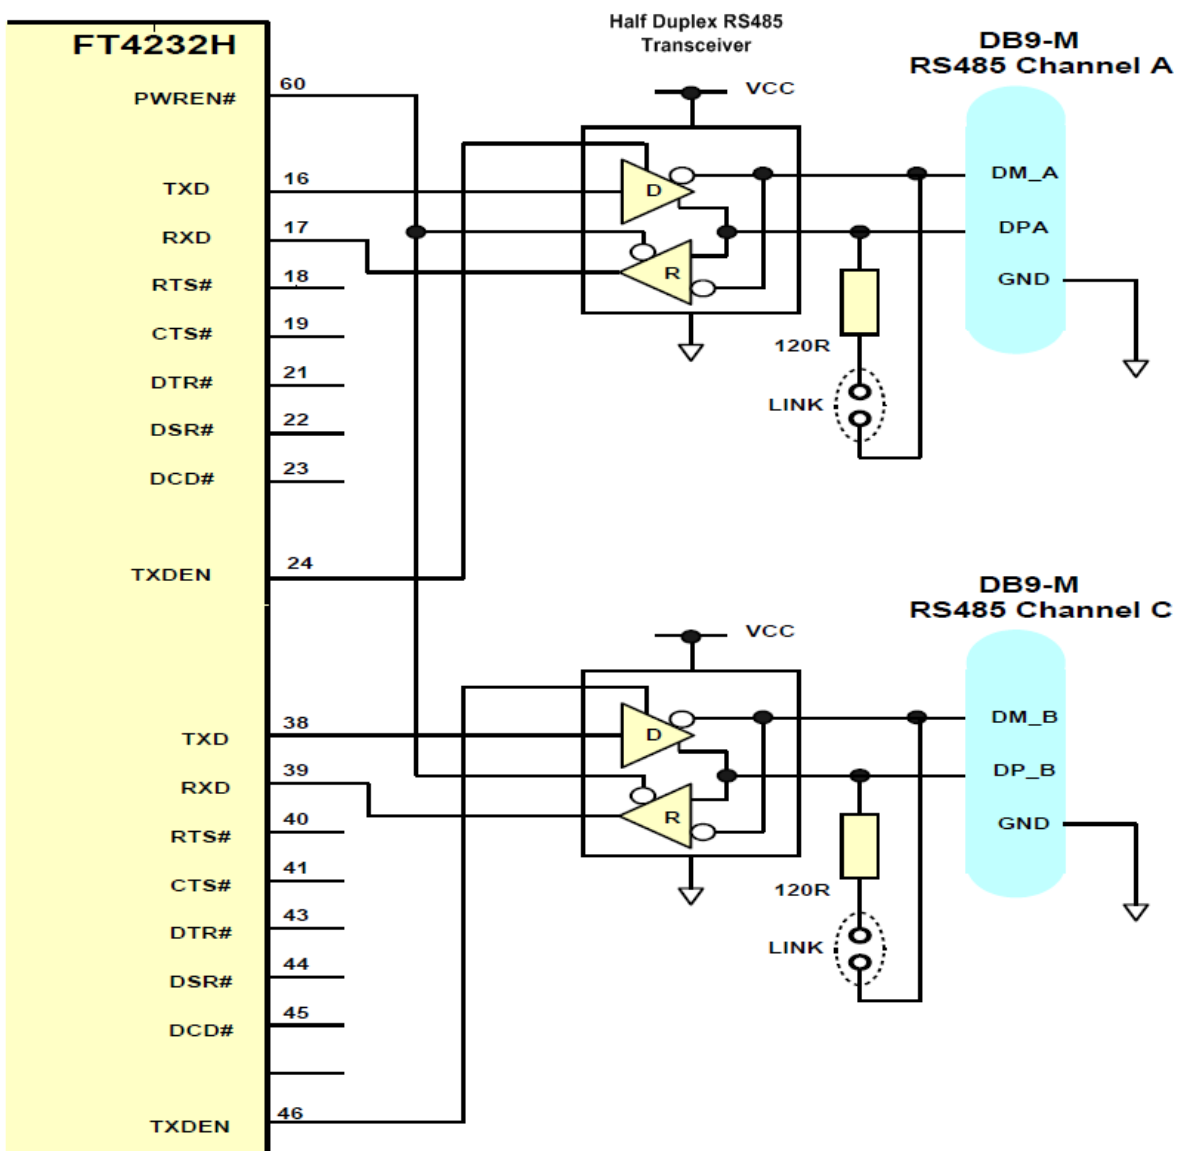 Half Duplex RS485
Transceiver
FT4232H
DB9-M
RS485 Channel A
PWREN#
60
VCC
TXD
16
D
DM_A
RXD
17
DPA
R
RTS#
18
GND
CTS#
19
120R
DTR#
21
LINK
DSR#
22
DCD#
23
TXDEN
24
DB9-M
RS485 Channel C
VCC
TXD
38
D
DM_B
RXD
39
DP_B
R
RTS#
40
GND
CTS#
41
120R
DTR#
43
LINK
DSR#
44
DCD#
45
TXDEN
46